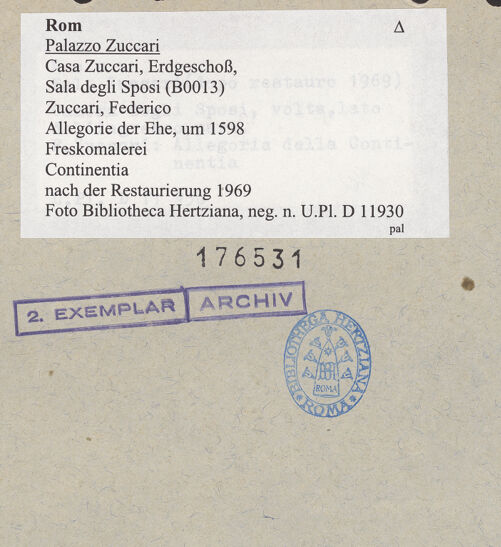 Rom Δ
Palazzo Zuccari
Casa Zuccari, Erdgeschoß,
Sala degli Sposi (B0013)
Zuccari, Federico
Allegorie der Ehe, um 1598
Freskomalerei
Continentia
nach der Restaurierung 1969
Foto Bibliotheca Hertziana, neg. n. U.Pl. D 11930
pal
176531
2. EXEMPLAR ARCHIV
BIBLIOTHECA HERTZIANA
ROMA
ROMA